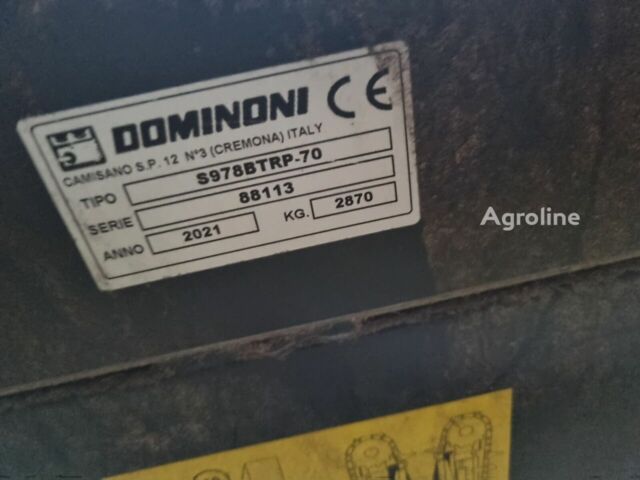 DOMINONI CE
CAMISANO S.P. 12 N°3 (CREMONA) ITALY
TIPO S978BTRP-70
SERIE 88113
ANNO 2021 KG. 2870
Agroline